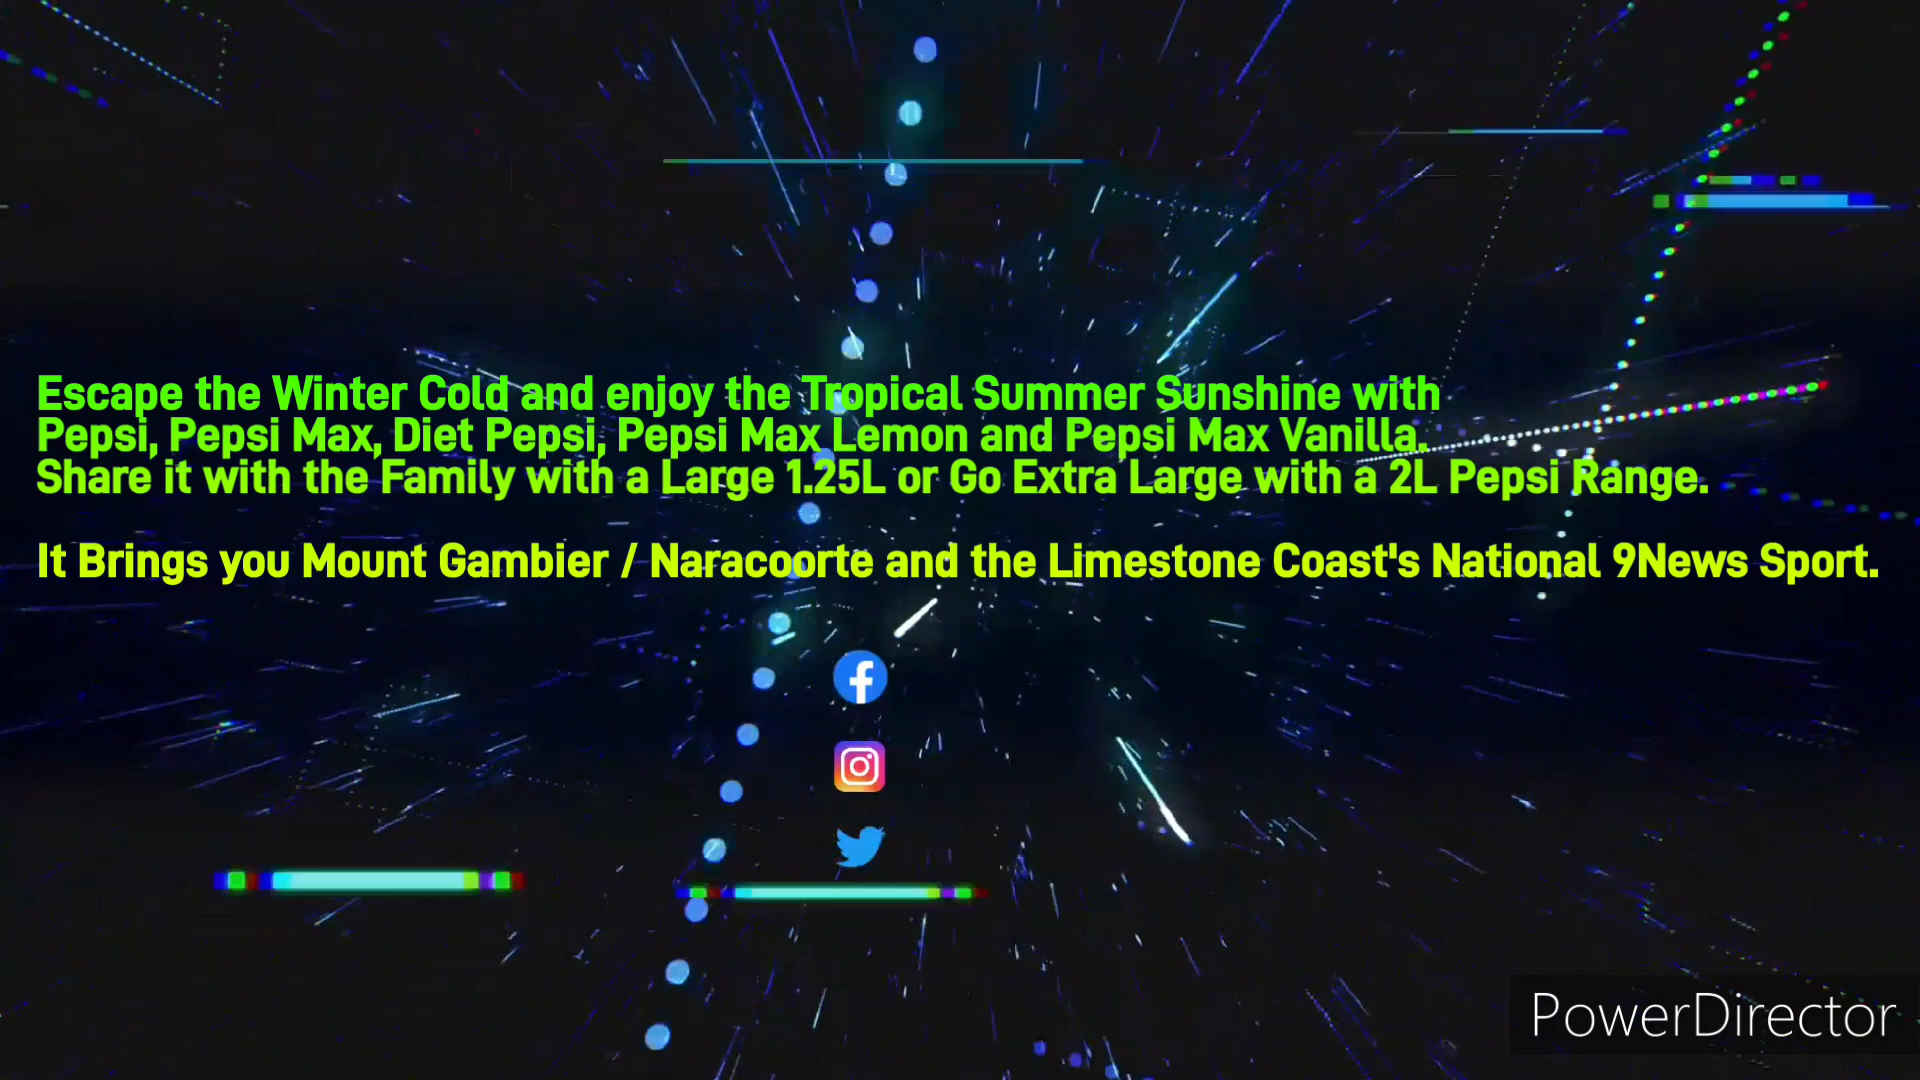 Escape the Winter Cold and enjoy the Tropical Summer Sunshine with
Pepsi, Pepsi Max, Diet Pepsi, Pepsi Max Lemon and Pepsi Max Vanilla.
Share it with the Family with a Large 1.25L or Go Extra Large with a 2L Pepsi Range.
It Brings you Mount Gambier / Naracoorte and the Limestone Coast's National 9News Sport.
PowerDirector